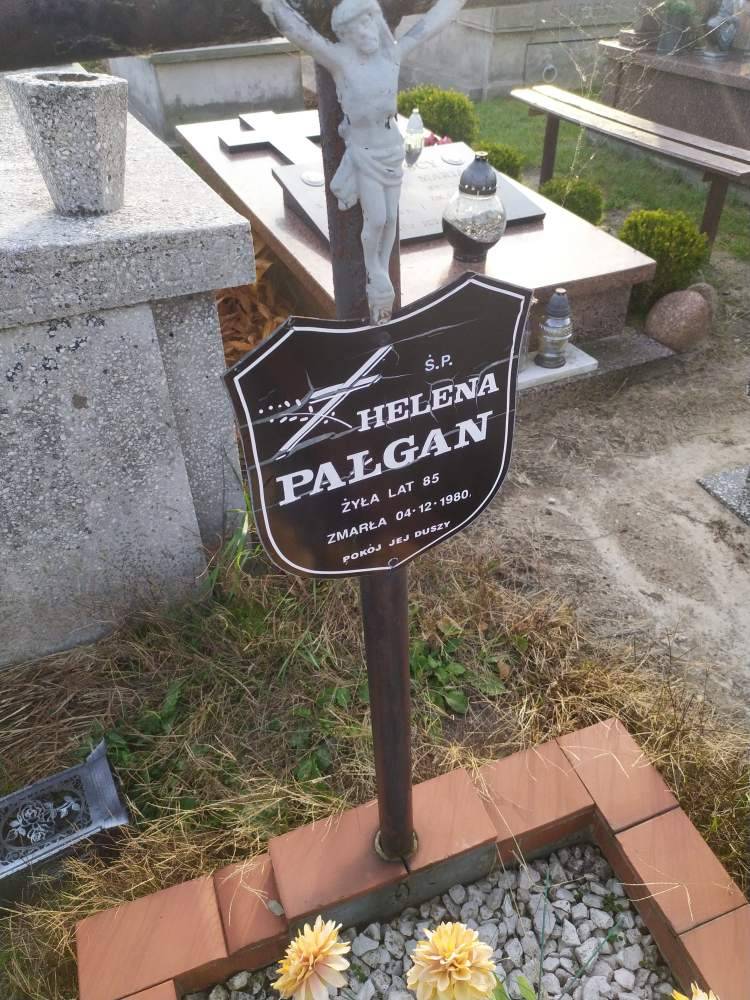 Ś.P.
HELENA
PAŁGAN
ŻYŁA LAT 85
ZMARŁA 04·12·1980.
POKÓJ JEJ DUSZY